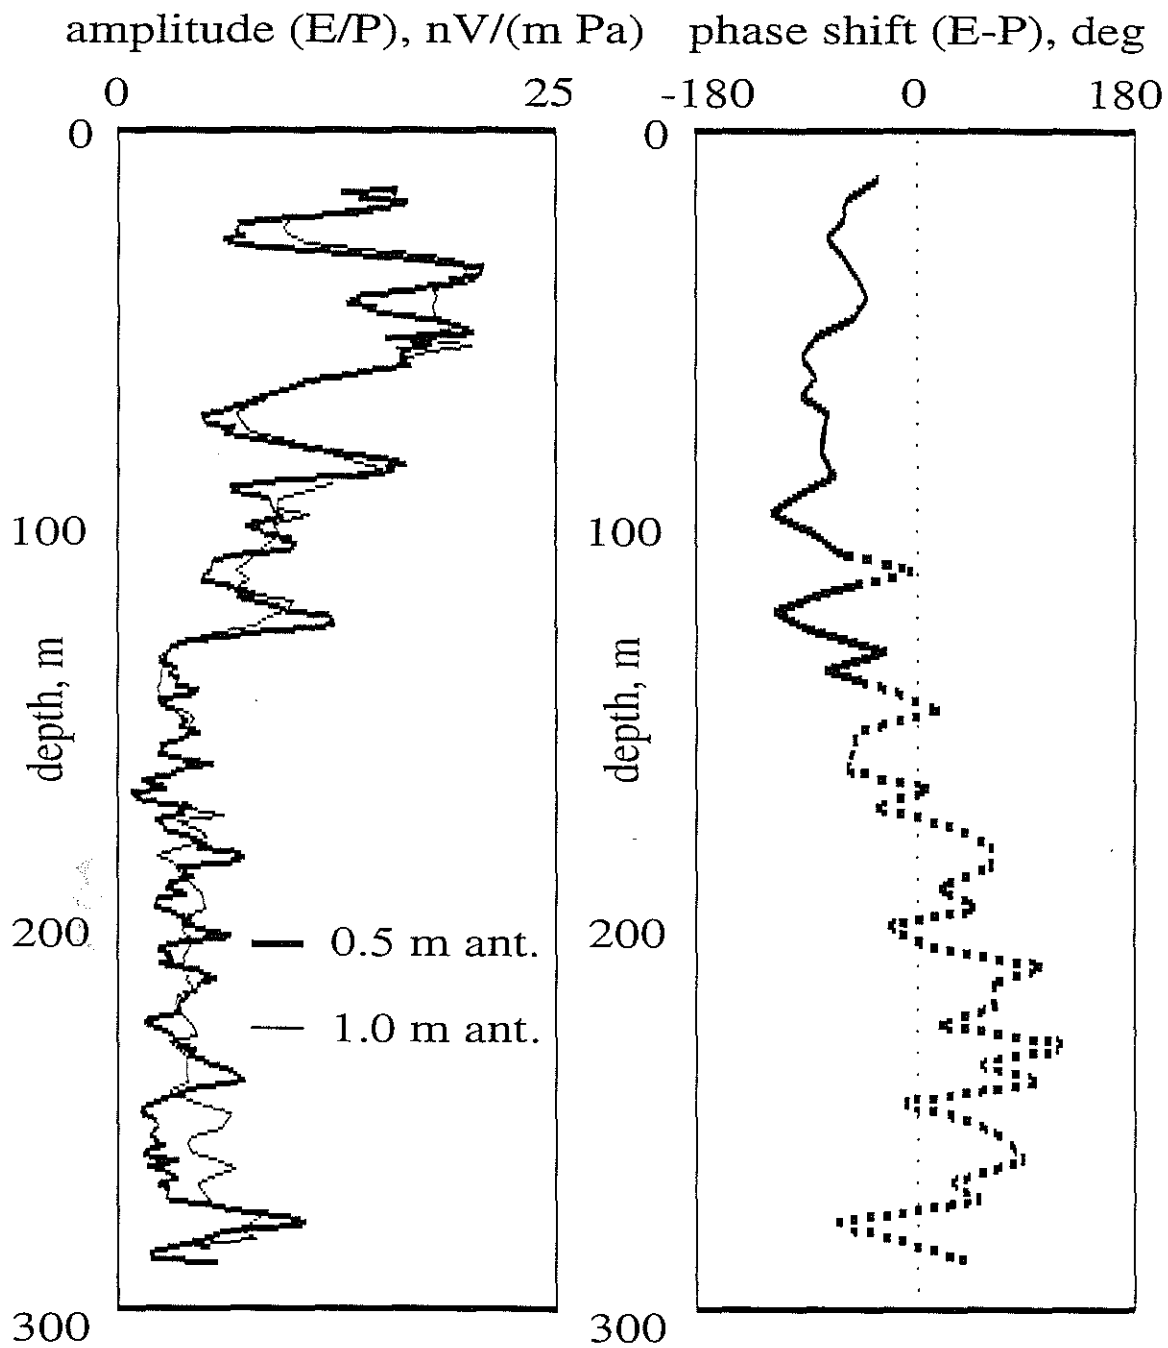 amplitude (E/P), nV/(m Pa)
phase shift (E-P), deg
0 25
-180 0 180
0
0
100
100
depth, m
depth, m
200
200
0.5 m ant.
1.0 m ant.
300
300